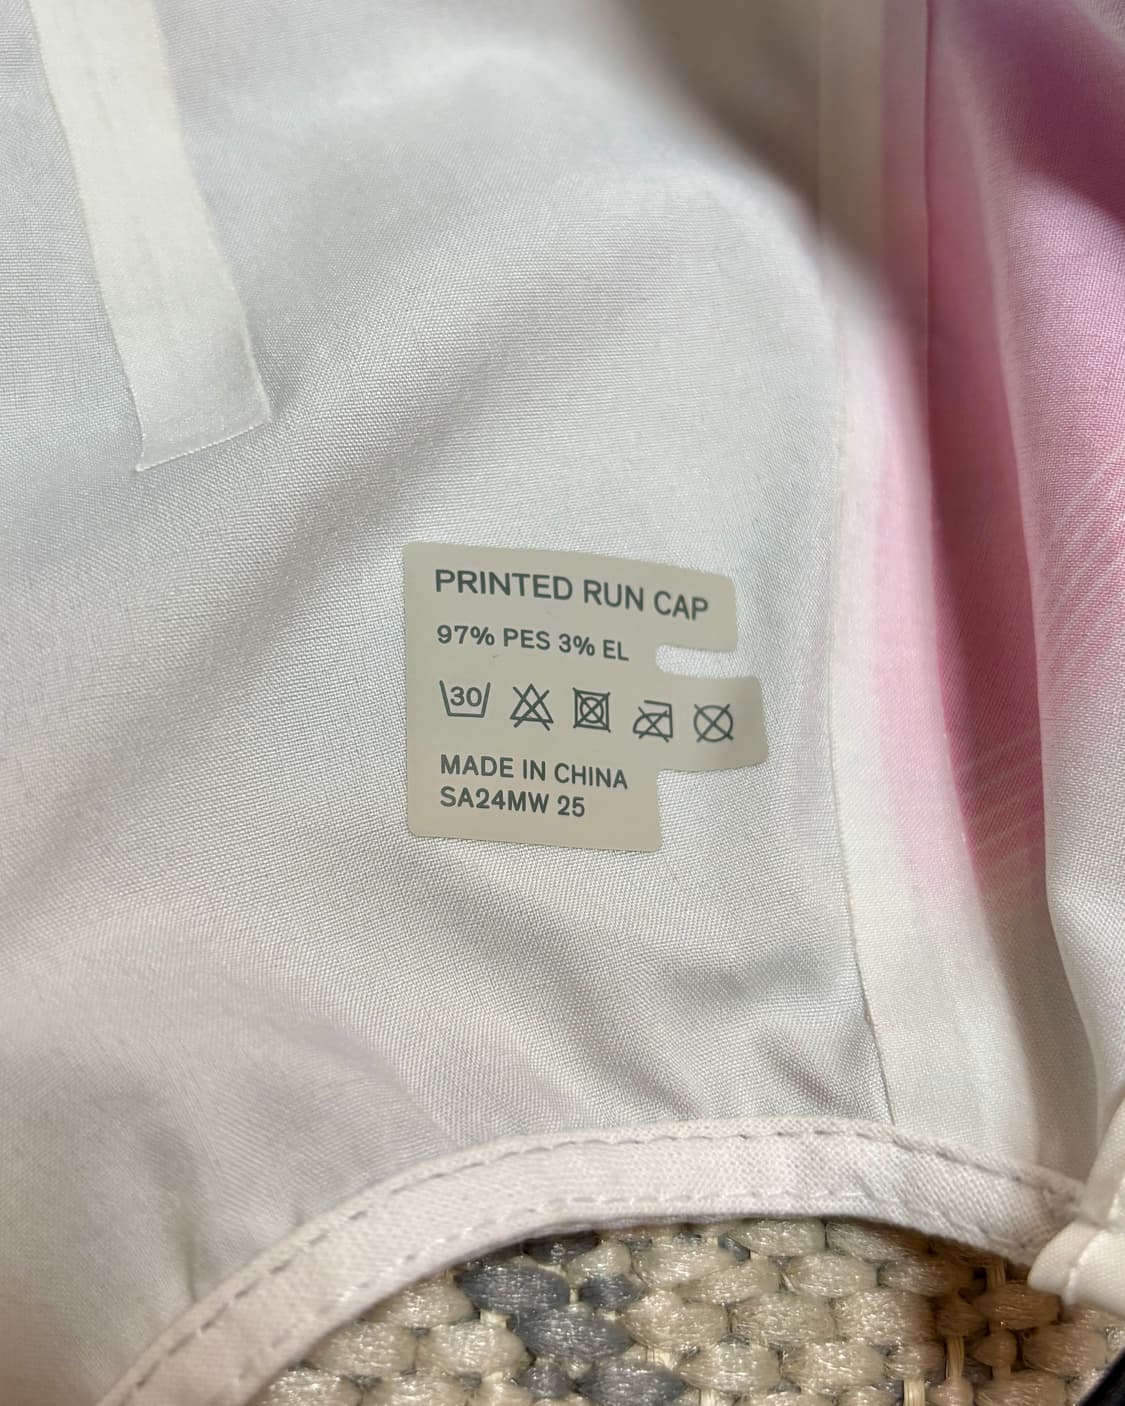 PRINTED RUN CAP
97% PES 3% EL
30
MADE IN CHINA
SA24MW 25